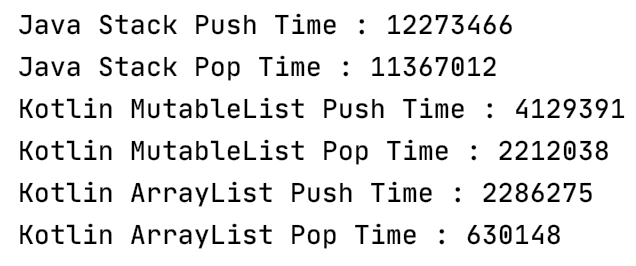 Java Stack Push Time : 12273466
Java Stack Pop Time : 11367012
Kotlin MutableList Push Time : 4129391
Kotlin MutableList Pop Time : 2212038
Kotlin ArrayList Push Time : 2286275
Kotlin ArrayList Pop Time : 630148